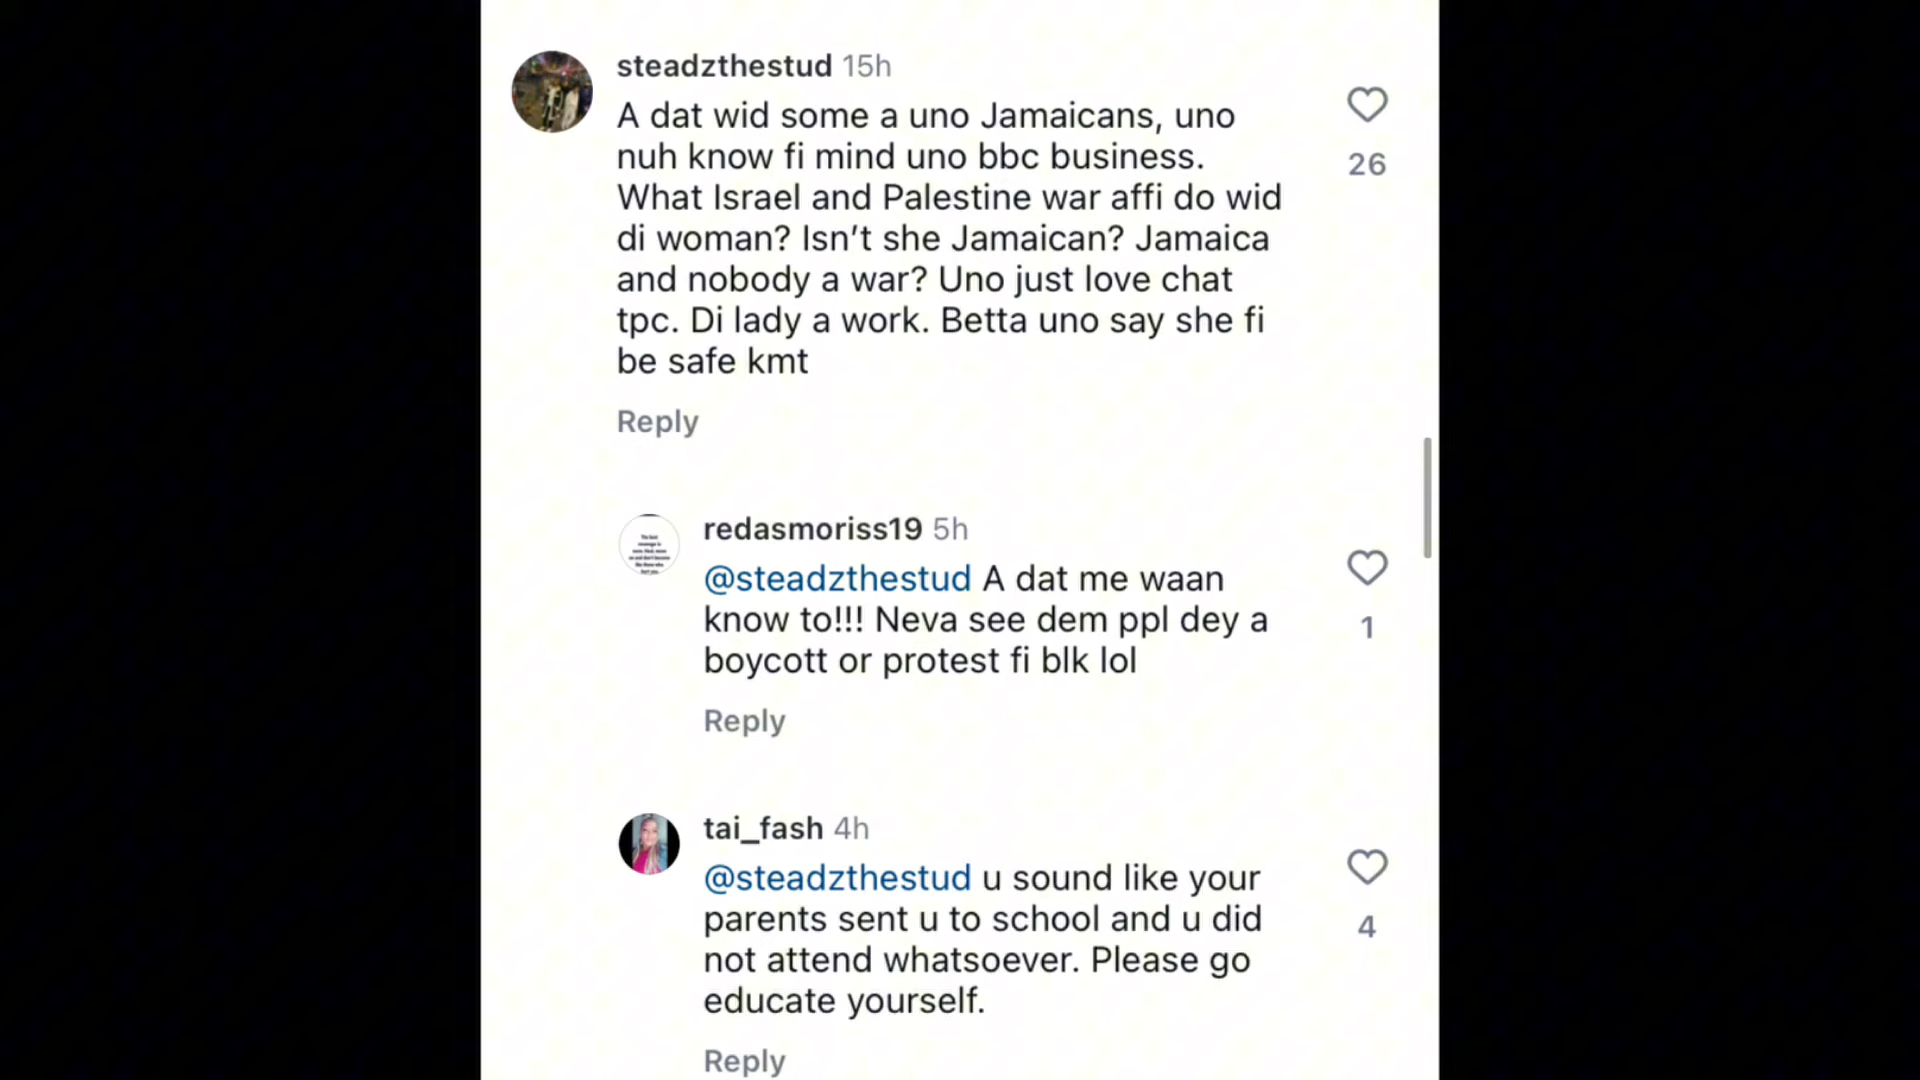 steadzthestud 15h
A dat wid some a uno Jamaicans, uno
nuh know fi mind uno bbc business.
What Israel and Palestine war affi do wid
di woman? Isn’t she Jamaican? Jamaica
and nobody a war? Uno just love chat
tpc. Di lady a work. Betta uno say she fi
be safe kmt
26
Reply
redasmoriss19 5h
@steadzthestud A dat me waan
know to!!! Neva see dem ppl dey a
boycott or protest fi blk lol
1
Reply
tai_fash 4h
@steadzthestud u sound like your
parents sent u to school and u did
not attend whatsoever. Please go
educate yourself.
4
Reply